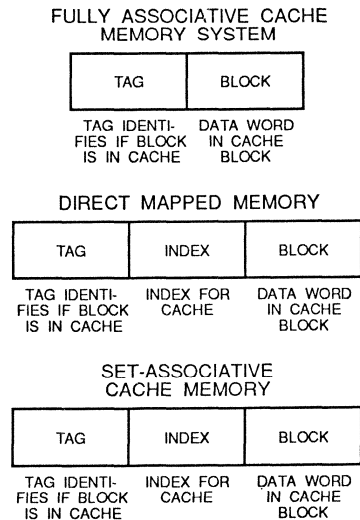 FULLY ASSOCIATIVE CACHE
MEMORY SYSTEM
TAG BLOCK
TAG IDENTI- DATA WORD
FIES IF BLOCK IN CACHE
IS IN CACHE BLOCK
DIRECT MAPPED MEMORY
TAG INDEX BLOCK
TAG IDENTI- INDEX FOR DATA WORD
FIES IF BLOCK CACHE IN CACHE
IS IN CACHE BLOCK
SET-ASSOCIATIVE
CACHE MEMORY
TAG INDEX BLOCK
TAG IDENTI- INDEX FOR DATA WORD
FIES IF BLOCK CACHE IN CACHE
IS IN CACHE BLOCK